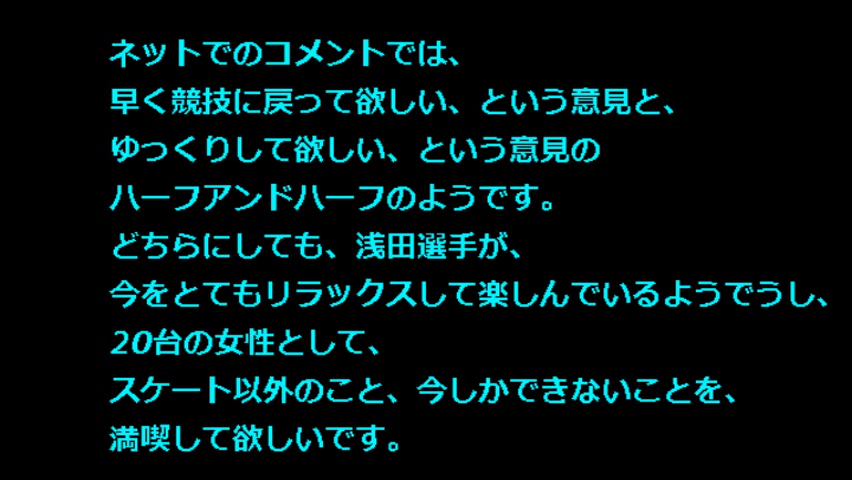 ネットでのコメントでは、
早く競技に戻って欲しい、という意見と、
ゆっくりして欲しい、という意見の
ハーフアンドハーフのようです。
どちらにしても、浅田選手が、
今をとてもリラックスして楽しんでいるようでうし、
20台の女性として、
スケート以外のこと、今しかできないことを、
満喫して欲しいです。